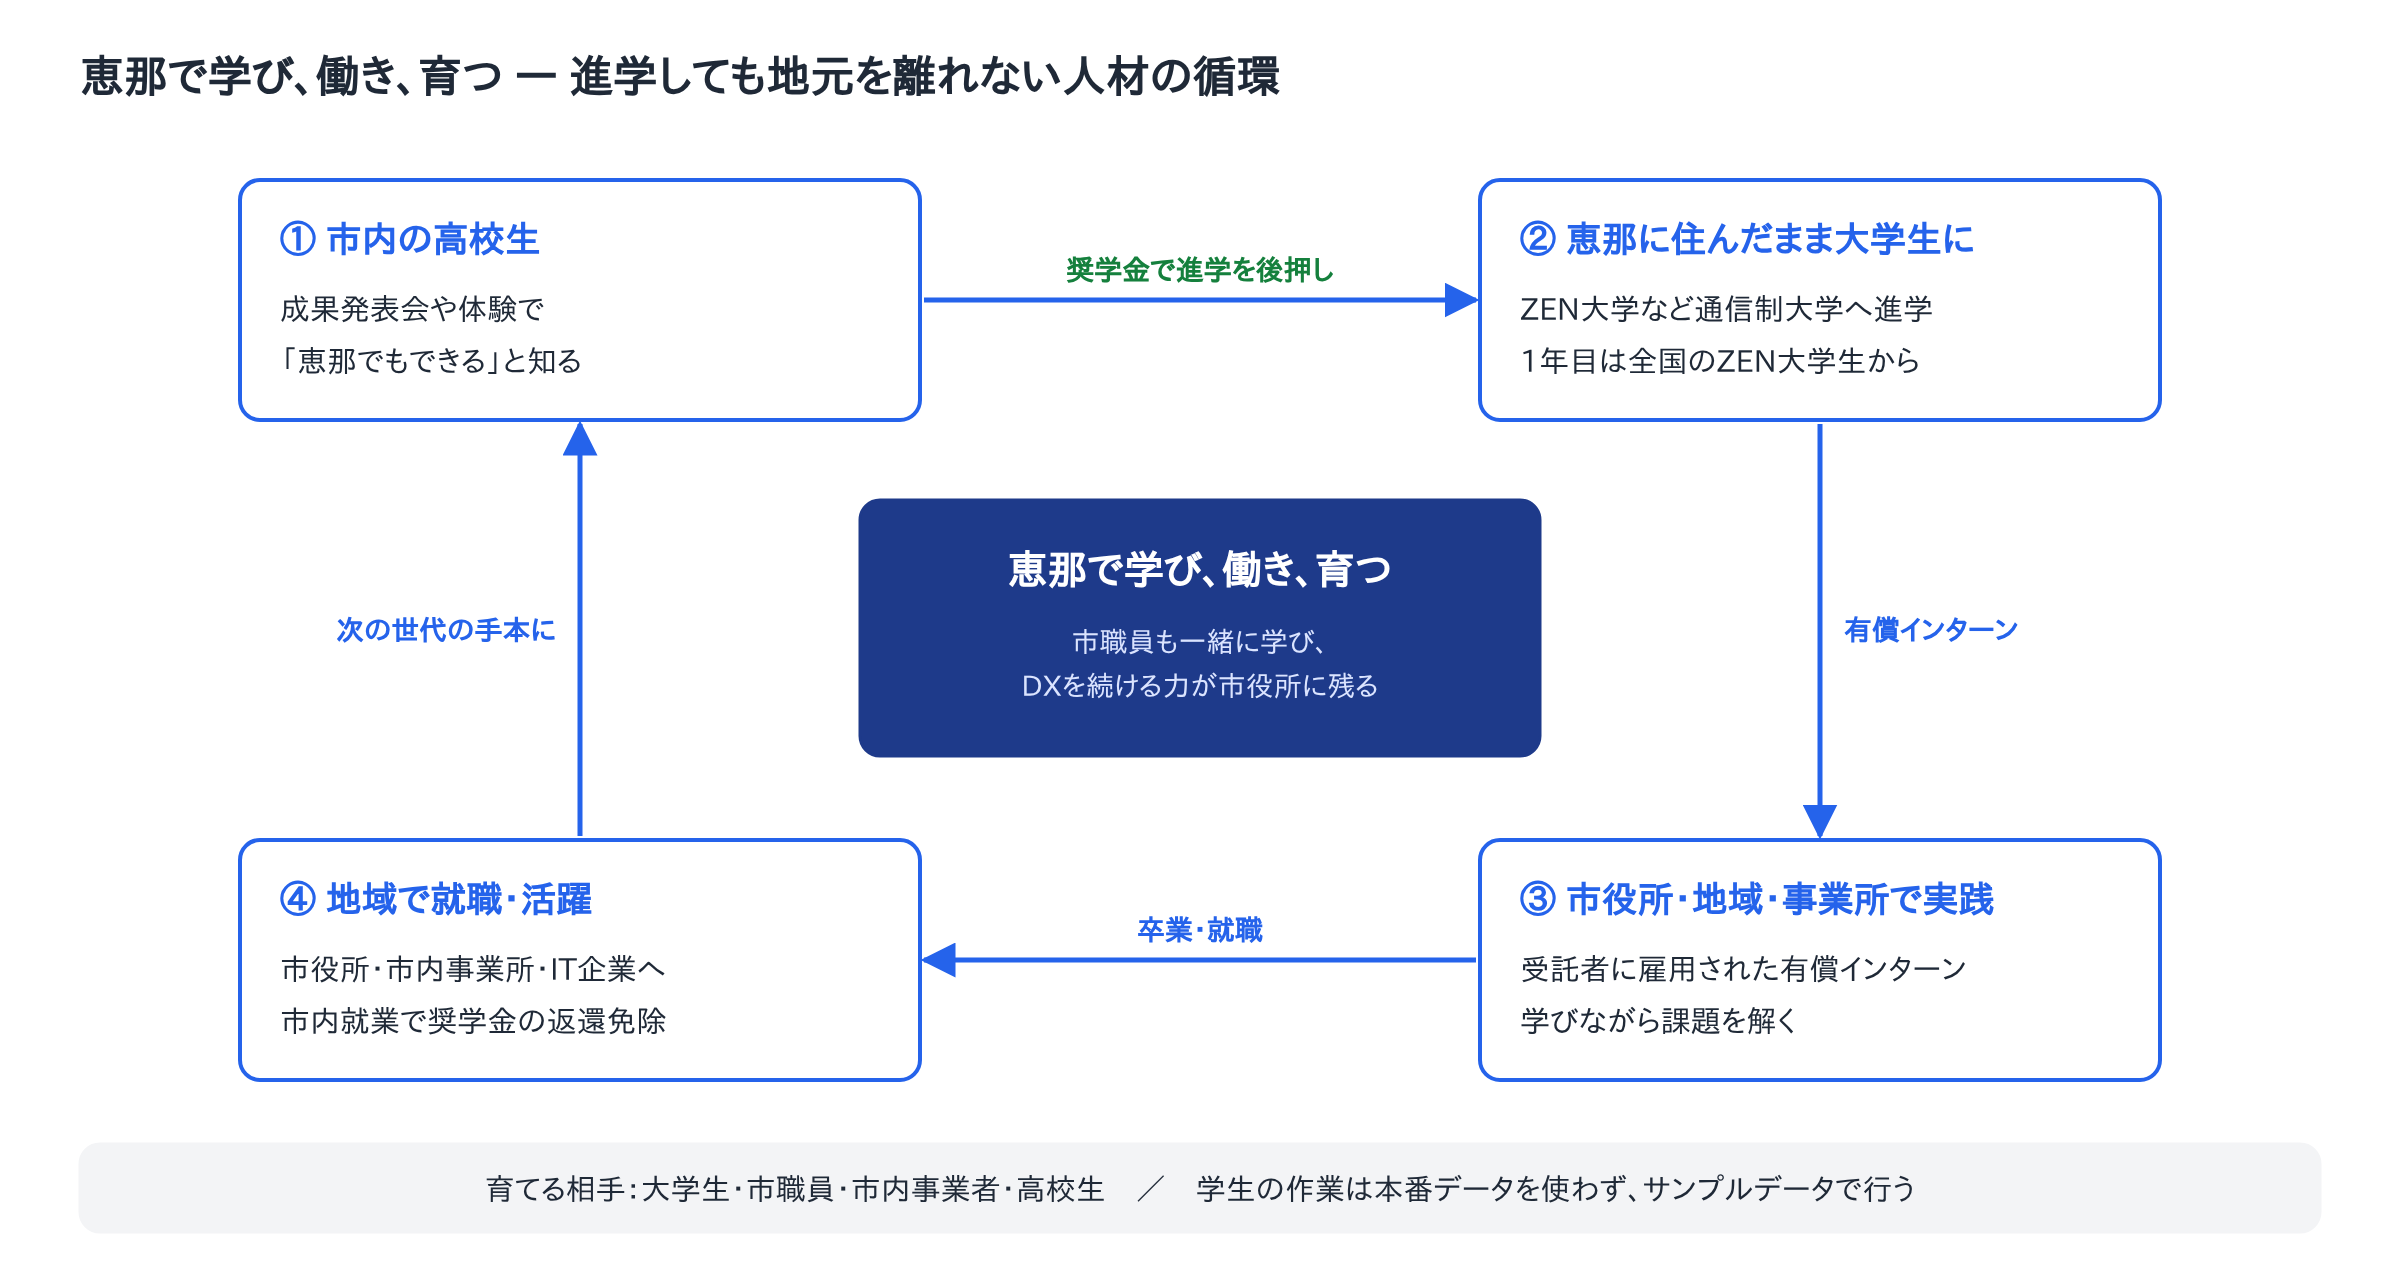 恵那で学び、働き、育つ ー 進学しても地元を離れない人材の循環
① 市内の高校生
成果発表会や体験で
「恵那でもできる」と知る
奨学金で進学を後押し
② 恵那に住んだまま大学生に
ZEN大学など通信制大学へ進学
1年目は全国のZEN大学生から
恵那で学び、働き、育つ
市職員も一緒に学び、
DXを続ける力が市役所に残る
次の世代の手本に
有償インターン
④ 地域で就職・活躍
市役所・市内事業所・IT企業へ
市内就業で奨学金の返還免除
卒業・就職
③ 市役所・地域・事業所で実践
受託者に雇用された有償インターン
学びながら課題を解く
育てる相手：大学生・市職員・市内事業者・高校生　／　学生の作業は本番データを使わず、サンプルデータで行う